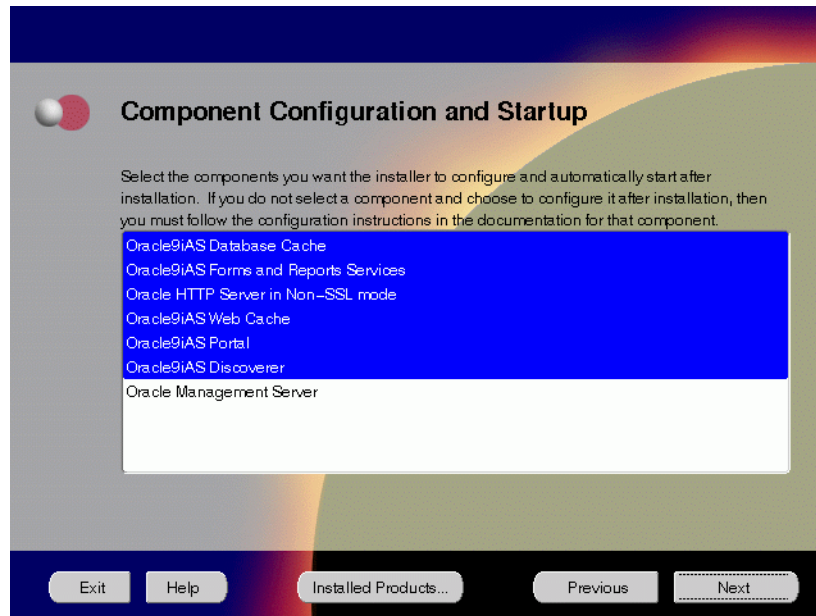 Component Configuration and Startup
Select the components you want the installer to configure and automatically start after
installation. If you do not select a component and choose to configure it after installation, then
you must follow the configuration instructions in the documentation for that component.
Oracle9iAS Database Cache
Oracle9iAS Forms and Reports Services
Oracle HTTP Server in Non-SSL mode
Oracle9iAS Web Cache
Oracle9iAS Portal
Oracle9iAS Discoverer
Oracle Management Server
Exit Help Installed Products... Previous Next